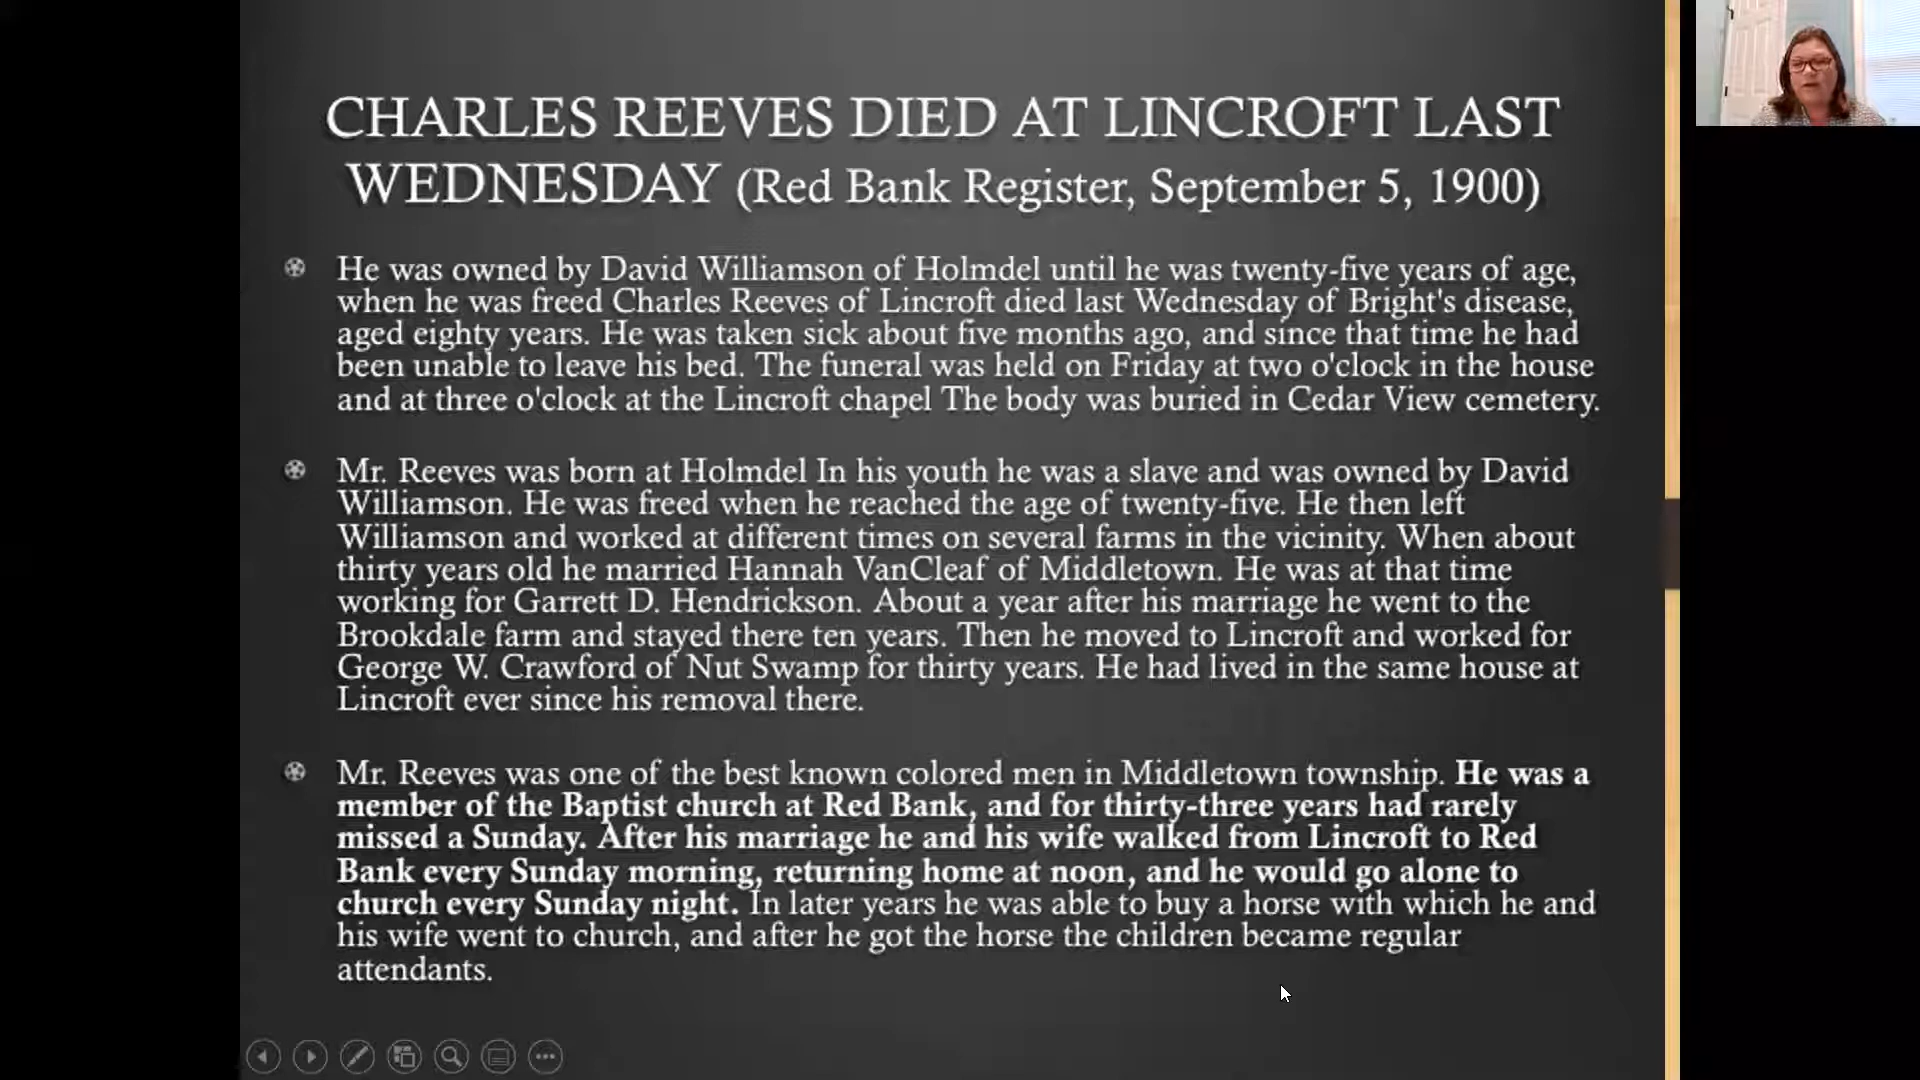 CHARLES REEVES DIED AT LINCROFT LAST
WEDNESDAY (Red Bank Register, September 5, 1900)
He was owned by David Williamson of Holmdel until he was twenty-five years of age,
when he was freed Charles Reeves of Lincroft died last Wednesday of Bright's disease,
aged eighty years. He was taken sick about five months ago, and since that time he had
been unable to leave his bed. The funeral was held on Friday at two o'clock in the house
and at three o'clock at the Lincroft chapel The body was buried in Cedar View cemetery.
Mr. Reeves was born at Holmdel In his youth he was a slave and was owned by David
Williamson. He was freed when he reached the age of twenty-five. He then left
Williamson and worked at different times on several farms in the vicinity. When about
thirty years old he married Hannah VanCleaf of Middletown. He was at that time
working for Garrett D. Hendrickson. About a year after his marriage he went to the
Brookdale farm and stayed there ten years. Then he moved to Lincroft and worked for
George W. Crawford of Nut Swamp for thirty years. He had lived in the same house at
Lincroft ever since his removal there.
Mr. Reeves was one of the best known colored men in Middletown township. He was a
member of the Baptist church at Red Bank, and for thirty-three years had rarely
missed a Sunday. After his marriage he and his wife walked from Lincroft to Red
Bank every Sunday morning, returning home at noon, and he would go alone to
church every Sunday night. In later years he was able to buy a horse with which he and
his wife went to church, and after he got the horse the children became regular
attendants.